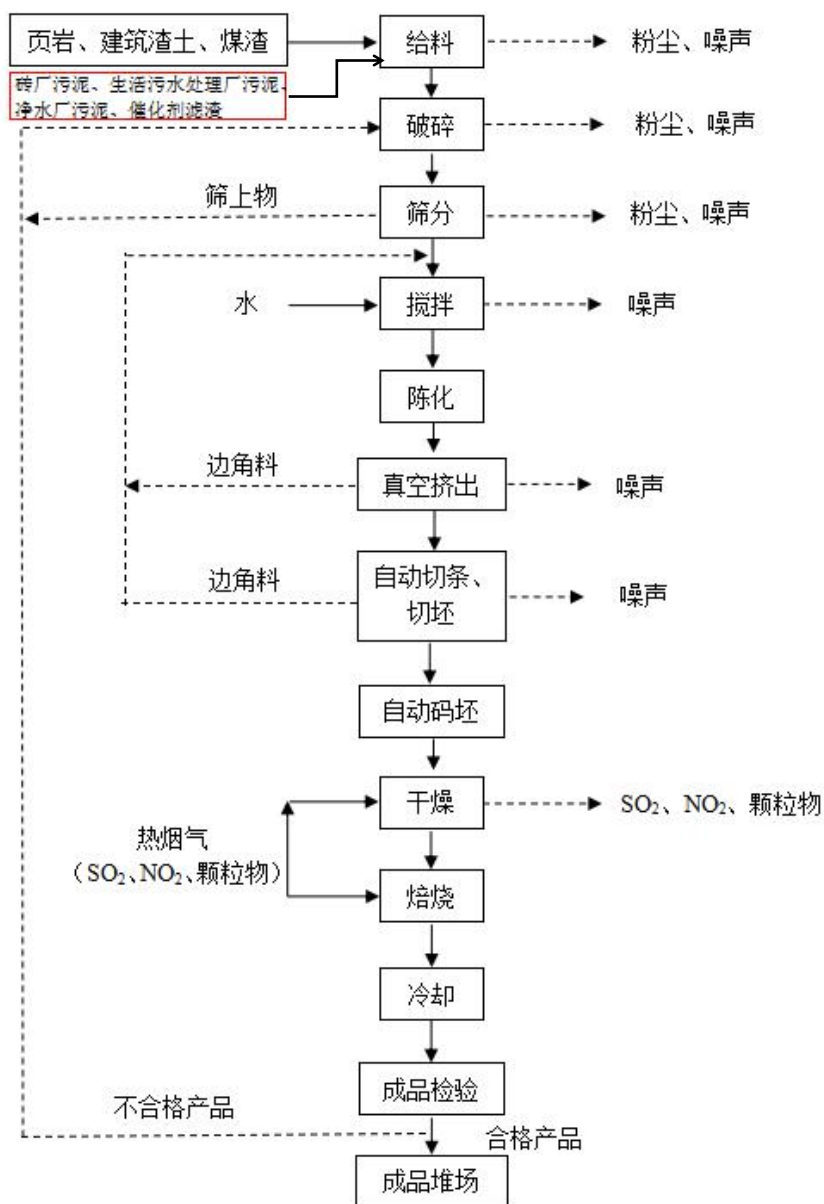 页岩、建筑渣土、煤渣
给料
粉尘、噪声
砖厂污泥、生活污水处理厂污泥、
净水厂污泥、催化剂滤渣
破碎
粉尘、噪声
筛上物
筛分
粉尘、噪声
水
搅拌
噪声
陈化
边角料
真空挤出
噪声
边角料
自动切条、
切坯
噪声
自动码坯
干燥
SO₂、NO₂、颗粒物
热烟气
（SO₂、NO₂、颗粒物）
焙烧
冷却
成品检验
不合格产品
合格产品
成品堆场